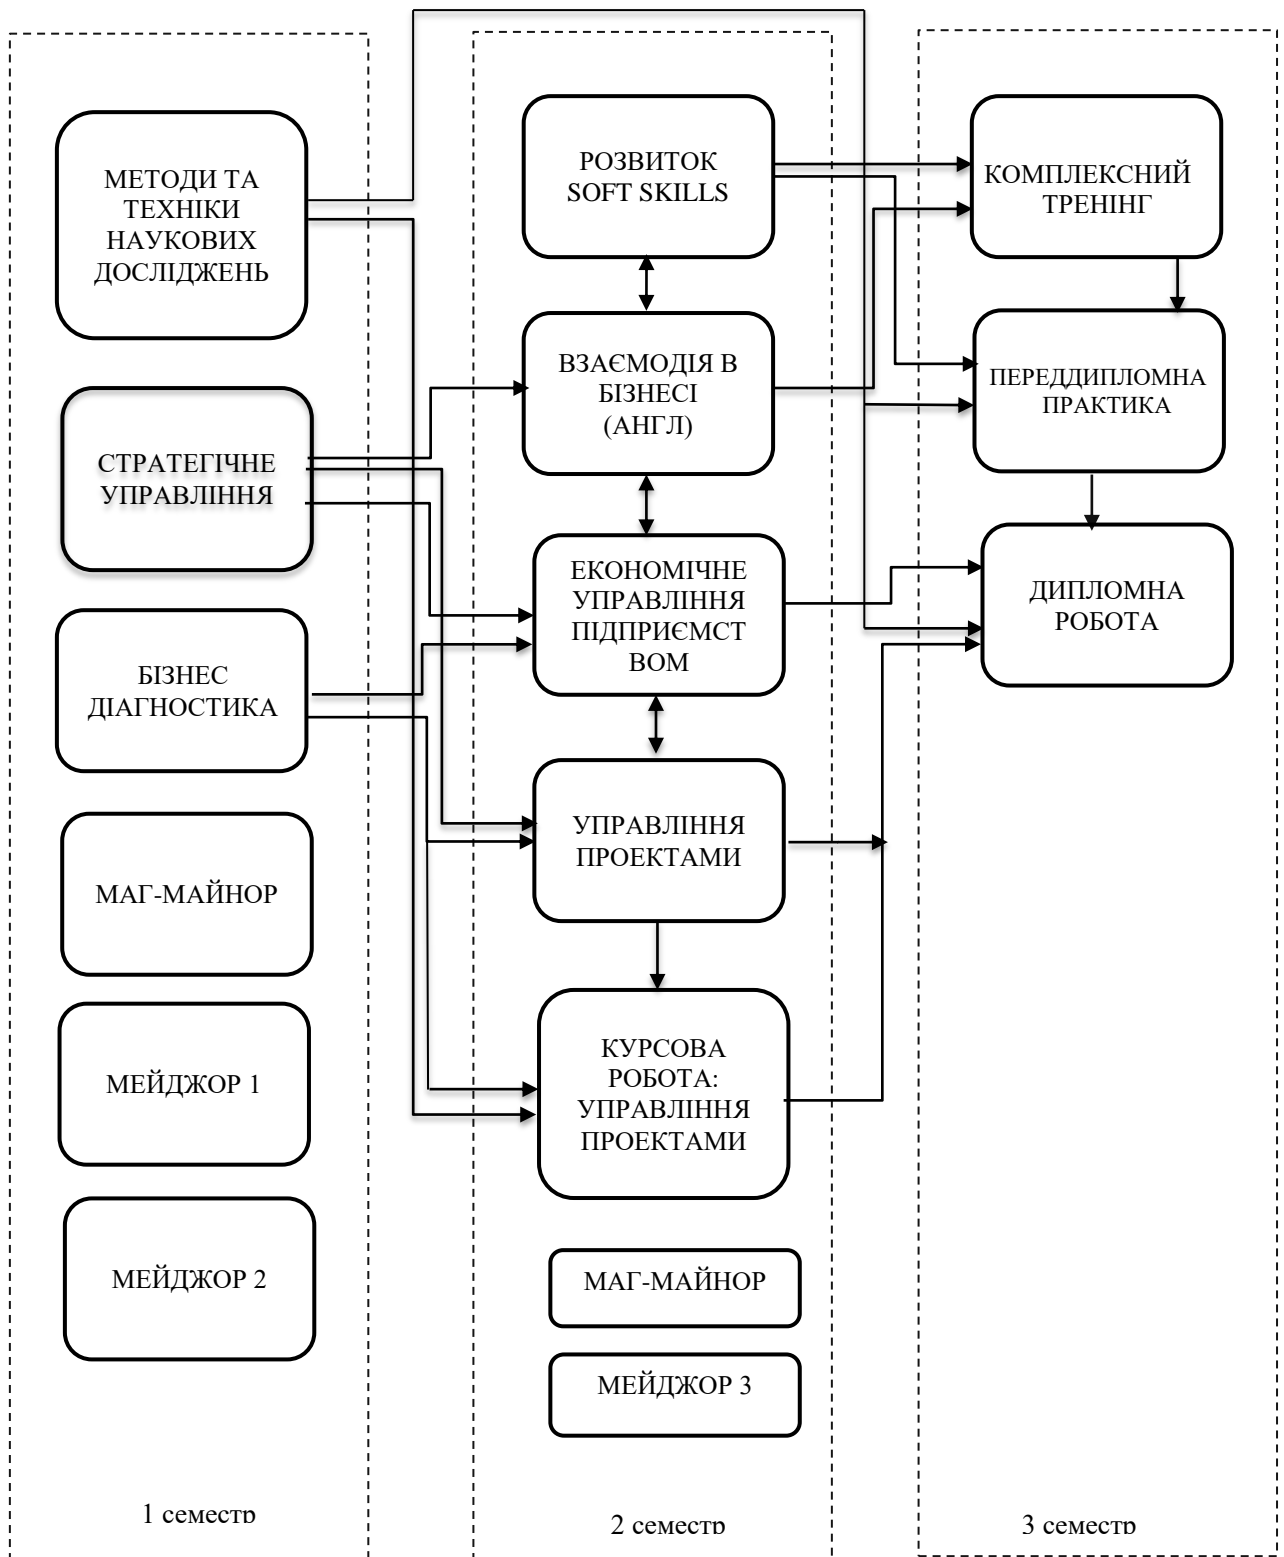 МЕТОДИ ТА
ТЕХНІКИ
НАУКОВИХ
ДОСЛІДЖЕНЬ
СТРАТЕГІЧНЕ
УПРАВЛІННЯ
БІЗНЕС
ДІАГНОСТИКА
МАГ-МАЙНОР
МЕЙДЖОР 1
МЕЙДЖОР 2
1 семестр
РОЗВИТОК
SOFT SKILLS
ВЗАЄМОДІЯ В
БІЗНЕСІ
(АНГЛ)
ЕКОНОМІЧНЕ
УПРАВЛІННЯ
ПІДПРИЄМСТ
ВОМ
УПРАВЛІННЯ
ПРОЕКТАМИ
КУРСОВА
РОБОТА:
УПРАВЛІННЯ
ПРОЕКТАМИ
МАГ-МАЙНОР
МЕЙДЖОР 3
2 семестр
КОМПЛЕКСНИЙ
ТРЕНІНГ
ПЕРЕДДИПЛОМНА
ПРАКТИКА
ДИПЛОМНА
РОБОТА
3 семестр